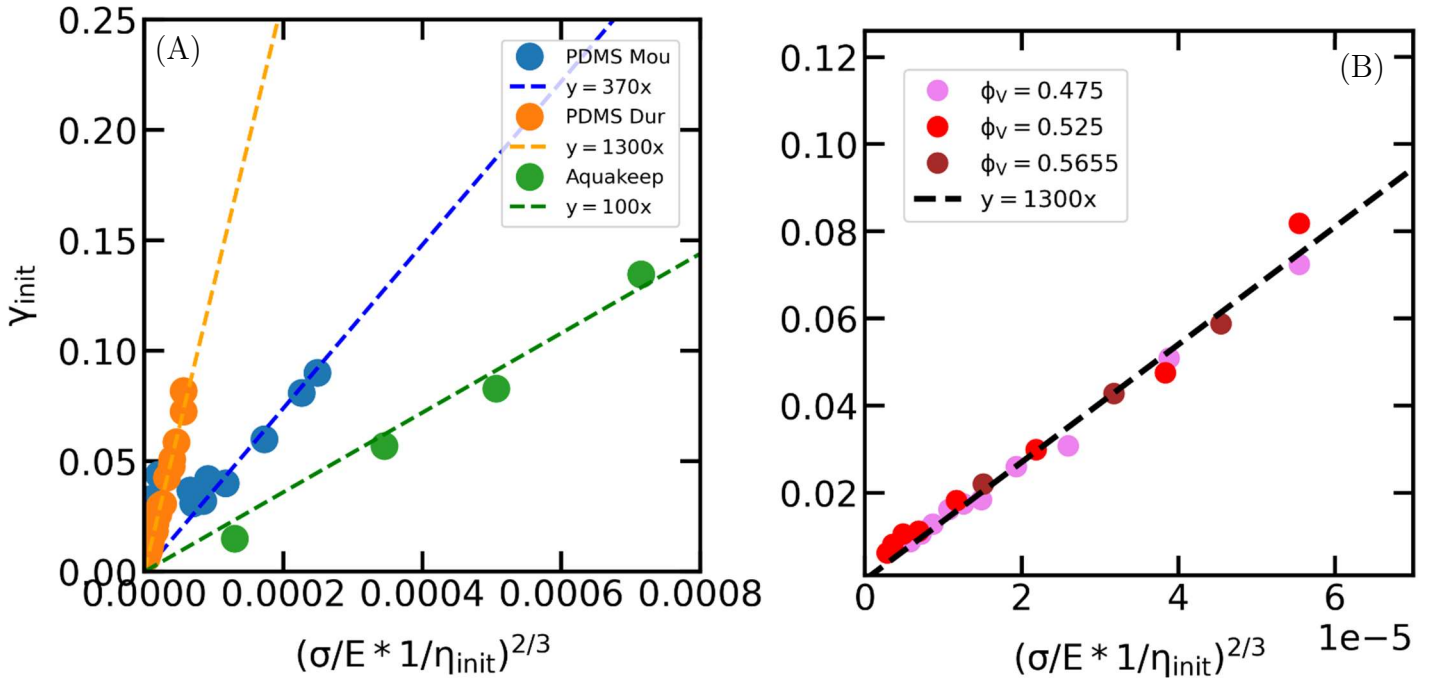 (A)
0.25
0.20
0.15
0.10
0.05
0.00
γinit
PDMS Mou
y = 370x
PDMS Dur
y = 1300x
Aquakeep
y = 100x
0.0000 0.0002 0.0004 0.0006 0.0008
(σ/E * 1/ηinit)2/3
(B)
0.12
0.10
0.08
0.06
0.04
0.02
ϕV = 0.475
ϕV = 0.525
ϕV = 0.5655
y = 1300x
0 2 4 6
1e−5
(σ/E * 1/ηinit)2/3